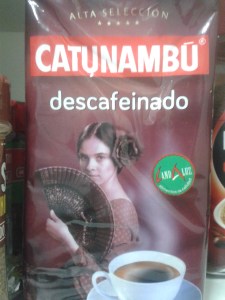 ALTA SELECCIÓN
CATUNAMBÚ®
descafeinado